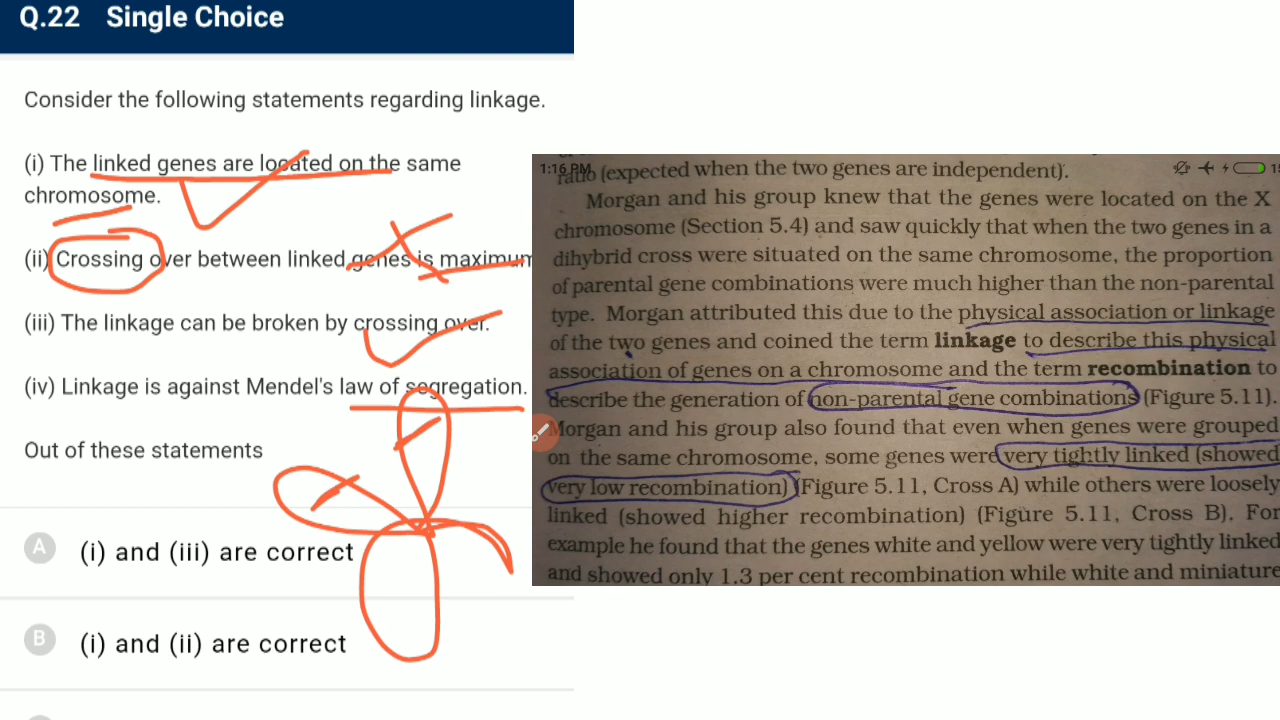 Q.22 Single Choice
Consider the following statements regarding linkage.
(i) The linked genes are located on the same
chromosome.
(ii) Crossing over between linked genes is maximum
(iii) The linkage can be broken by crossing over.
(iv) Linkage is against Mendel's law of segregation.
Out of these statements
A (i) and (iii) are correct
B (i) and (ii) are correct
1:16 PM
ratio (expected when the two genes are independent).
Morgan and his group knew that the genes were located on the X
chromosome (Section 5.4) and saw quickly that when the two genes in a
dihybrid cross were situated on the same chromosome, the proportion
of parental gene combinations were much higher than the non-parental
type. Morgan attributed this due to the physical association or linkage
of the two genes and coined the term linkage to describe this physical
association of genes on a chromosome and the term recombination to
describe the generation of non-parental gene combinations (Figure 5.11).
Morgan and his group also found that even when genes were grouped
on the same chromosome, some genes were very tightly linked (showed
very low recombination) (Figure 5.11, Cross A) while others were loosely
linked (showed higher recombination) (Figure 5.11, Cross B). For
example he found that the genes white and yellow were very tightly linked
and showed only 1.3 per cent recombination while white and miniature